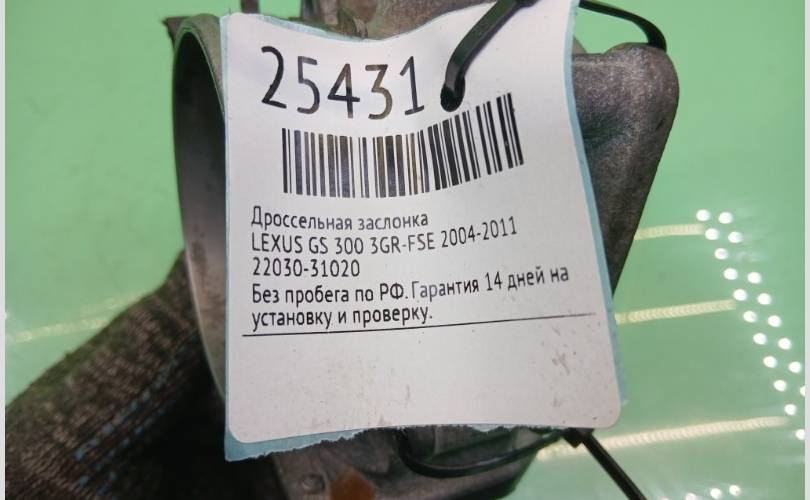 25431
Дроссельная заслонка
LEXUS GS 300 3GR-FSE 2004-2011
22030-31020
Без пробега по РФ. Гарантия 14 дней на
установку и проверку.